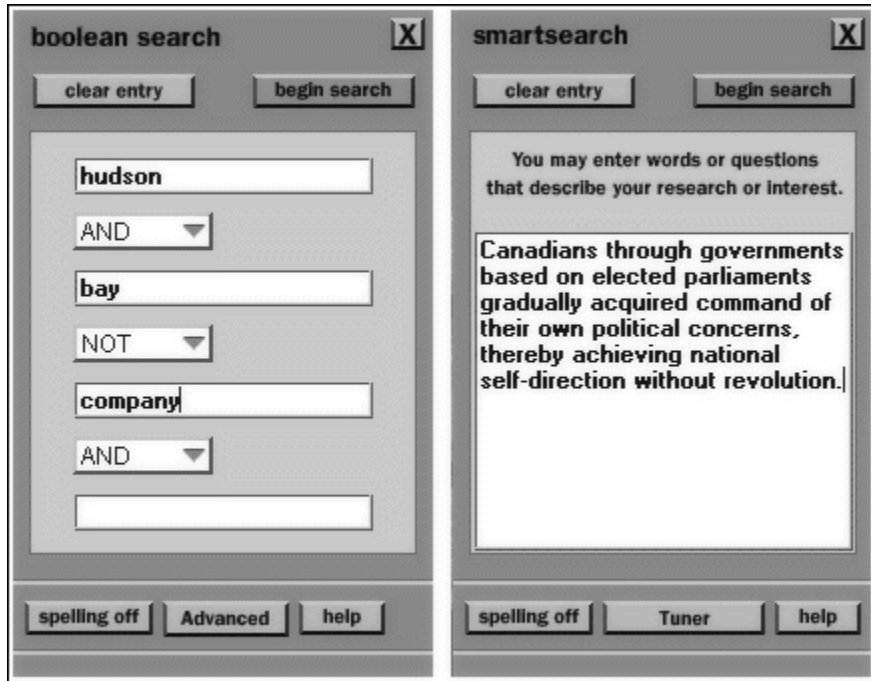 boolean search X
clear entry begin search
hudson
AND
bay
NOT
company
AND
spelling off Advanced help
smartsearch X
clear entry begin search
You may enter words or questions
that describe your research or interest.
Canadians through governments
based on elected parliaments
gradually acquired command of
their own political concerns,
thereby achieving national
self-direction without revolution.
spelling off Tuner help